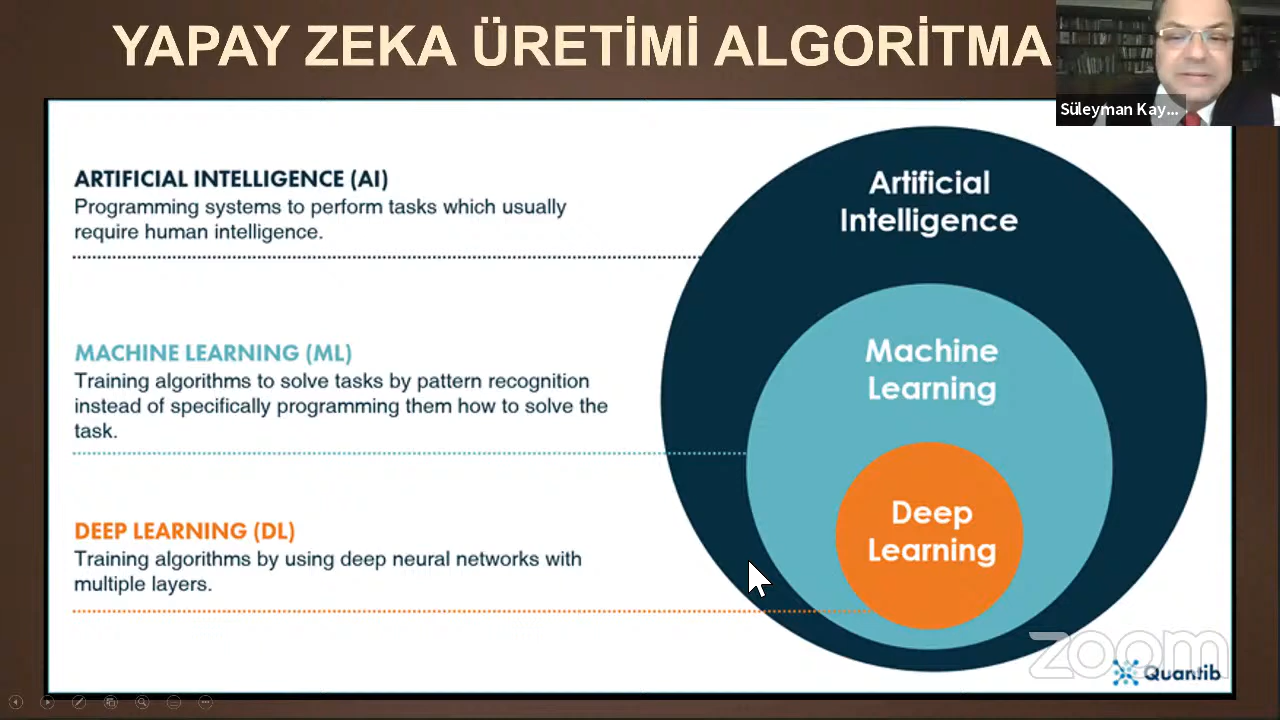 YAPAY ZEKA ÜRETİMİ ALGORİTMA
Süleyman Kay...
ARTIFICIAL INTELLIGENCE (AI)
Programming systems to perform tasks which usually
require human intelligence.
MACHINE LEARNING (ML)
Training algorithms to solve tasks by pattern recognition
instead of specifically programming them how to solve the
task.
DEEP LEARNING (DL)
Training algorithms by using deep neural networks with
multiple layers.
Artificial
Intelligence
Machine
Learning
Deep
Learning
zoom
Quantib